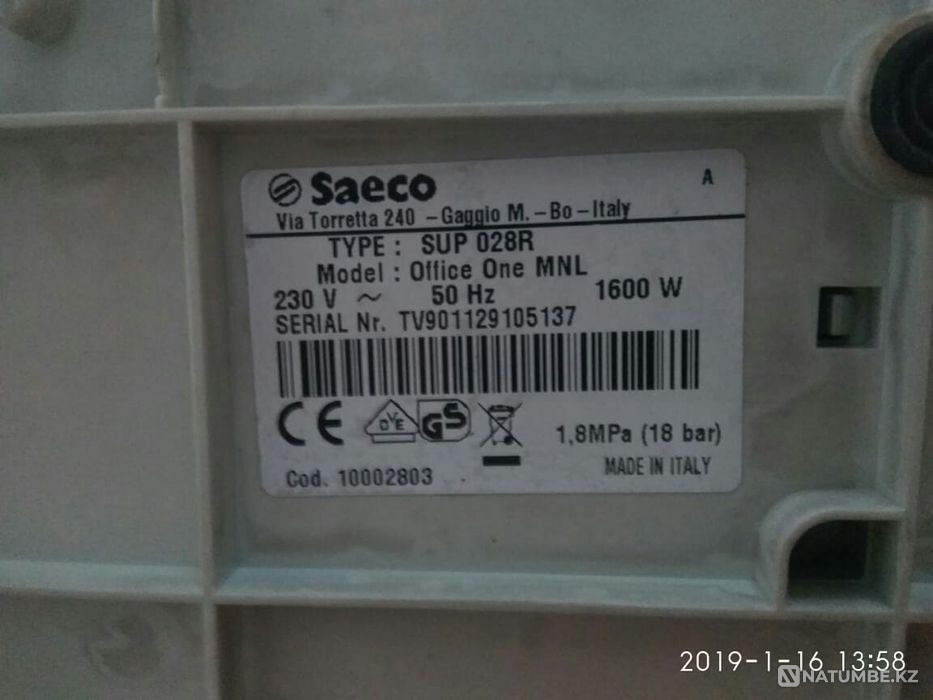 Saeco
A
Via Torretta 240 - Gaggio M. - Bo - Italy
TYPE : SUP 028R
Model : Office One MNL
230 V ~ 50 Hz 1600 W
SERIAL Nr. TV901129105137
CE DVE GS 1,8MPa (18 bar)
Cod. 10002803 MADE IN ITALY
2019-1-16 13:58
NATUMBE.KZ